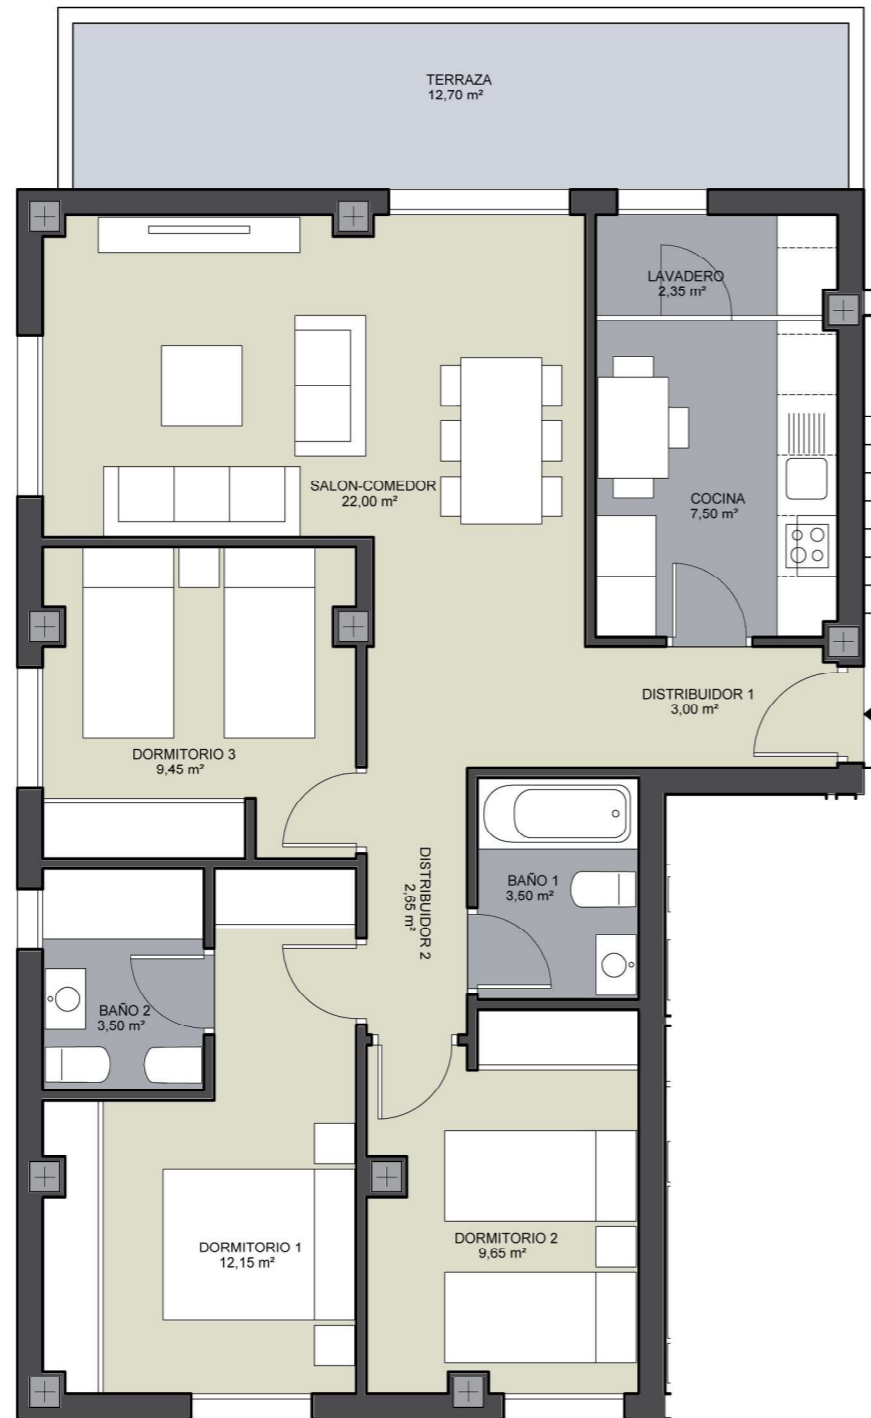 TERRAZA
12,70 m²
LAVADERO
2,35 m²
SALON-COMEDOR
22,00 m²
COCINA
7,50 m²
DISTRIBUIDOR 1
3,00 m²
DORMITORIO 3
9,45 m²
DISTRIBUIDOR 2
2,65 m²
BAÑO 1
3,50 m²
BAÑO 2
3,50 m²
DORMITORIO 1
12,15 m²
DORMITORIO 2
9,65 m²